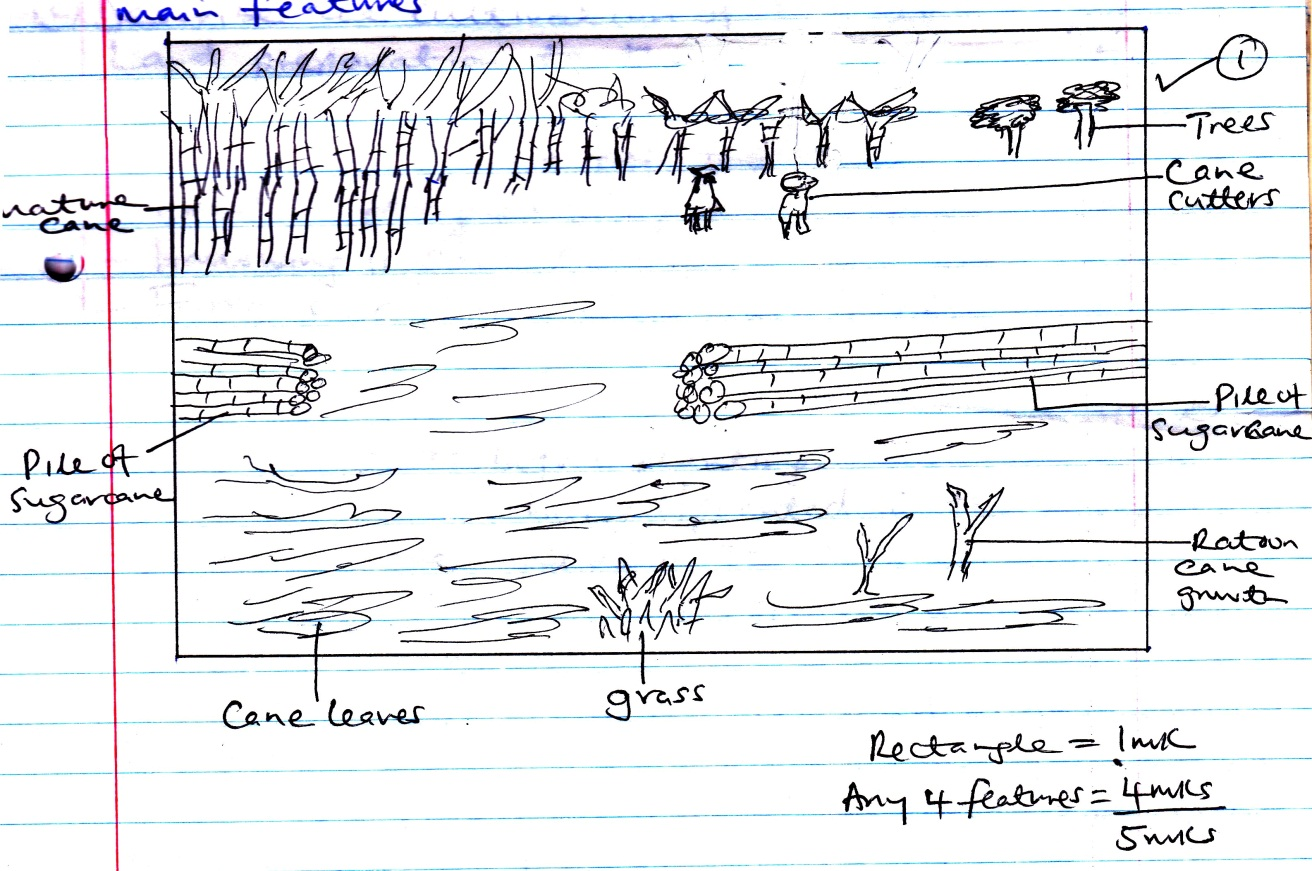 main features
1
Trees
Cane
cutters
mature
cane
Pile of
sugarcane
Pile of
sugarcane
Ratoon
cane
growth
Cane leaves
grass
Rectangle = 1mk
Any 4 features = 4mks
5mks